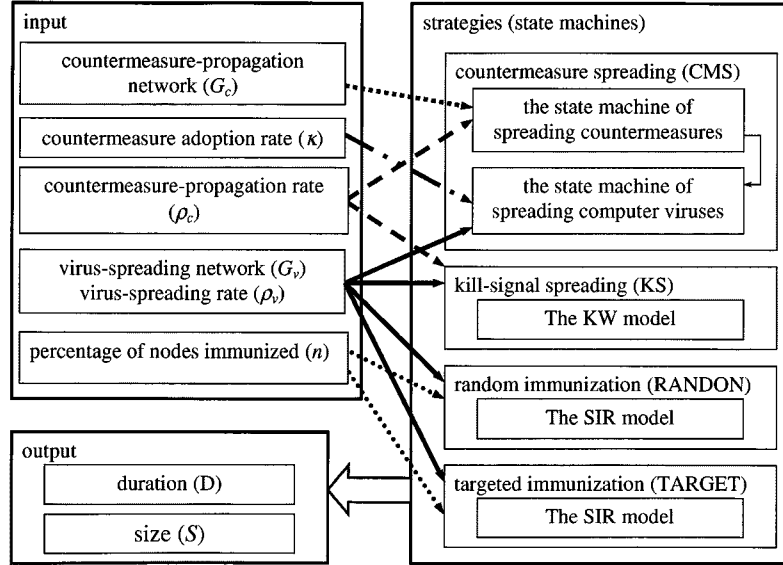 input
countermeasure-propagation
network (Gc)
countermeasure adoption rate (κ)
countermeasure-propagation rate
(ρc)
virus-spreading network (Gv)
virus-spreading rate (ρv)
percentage of nodes immunized (n)
output
duration (D)
size (S)
strategies (state machines)
countermeasure spreading (CMS)
the state machine of
spreading countermeasures
the state machine of
spreading computer viruses
kill-signal spreading (KS)
The KW model
random immunization (RANDON)
The SIR model
targeted immunization (TARGET)
The SIR model